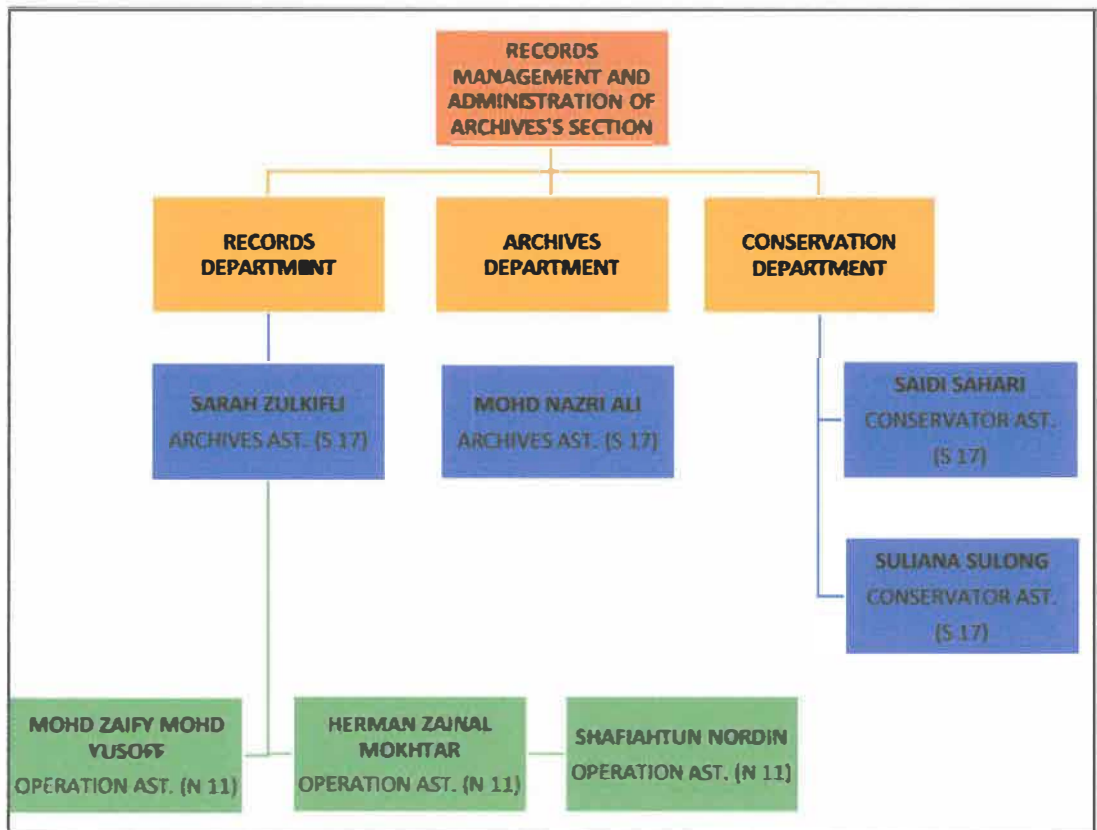 RECORDS
MANAGEMENT AND
ADMINISTRATION OF
ARCHIVES'S SECTION
RECORDS
DEPARTMENT
ARCHIVES
DEPARTMENT
CONSERVATION
DEPARTMENT
SARAH ZULKIFLI
ARCHIVES AST. (S 17)
MOHD NAZRI ALI
ARCHIVES AST. (S 17)
SAIDI SAHARI
CONSERVATOR AST.
(S 17)
SULIANA SULONG
CONSERVATOR AST.
(S 17)
MOHD ZAIFY MOHD
YUSOFF
OPERATION AST. (N 11)
HERMAN ZAINAL
MOKHTAR
OPERATION AST. (N 11)
SHAFIAHTUN NORDIN
OPERATION AST. (N 11)